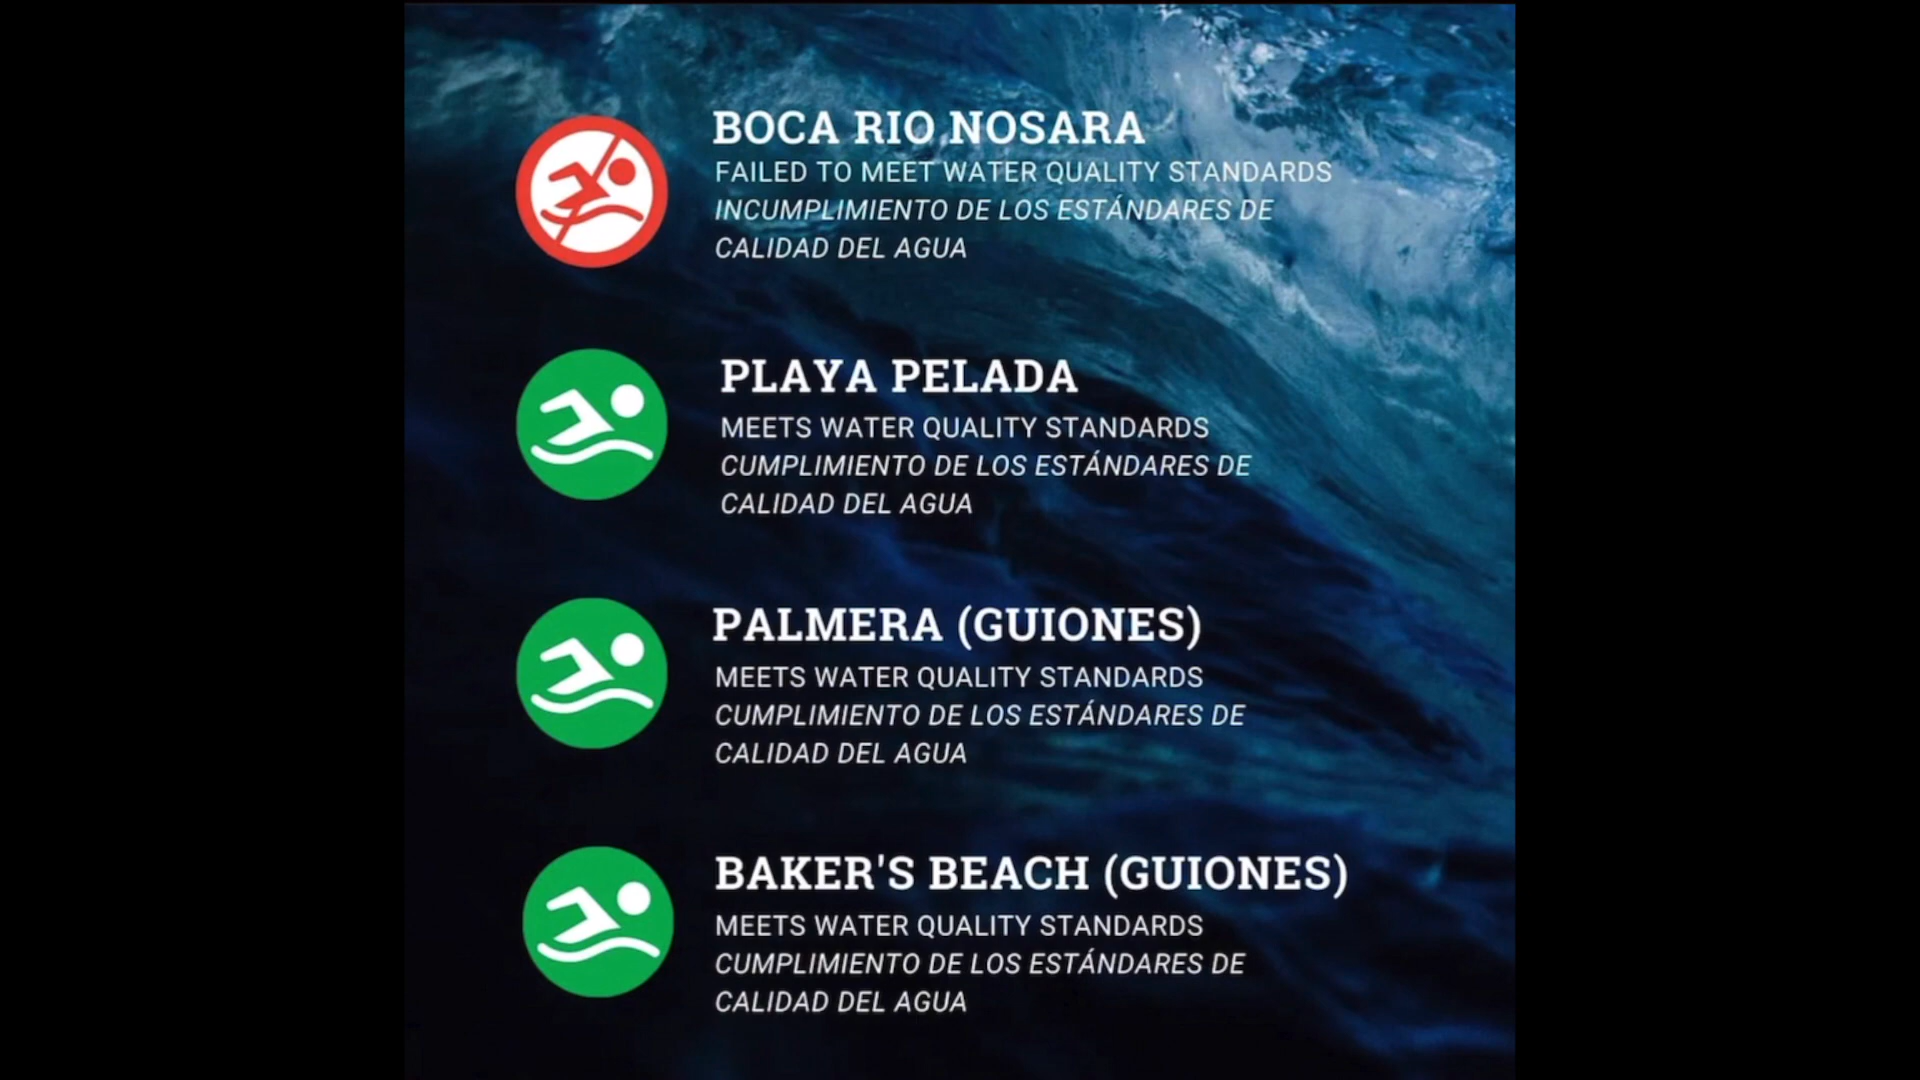 BOCA RIO NOSARA
FAILED TO MEET WATER QUALITY STANDARDS
INCUMPLIMIENTO DE LOS ESTÁNDARES DE
CALIDAD DEL AGUA
PLAYA PELADA
MEETS WATER QUALITY STANDARDS
CUMPLIMIENTO DE LOS ESTÁNDARES DE
CALIDAD DEL AGUA
PALMERA (GUIONES)
MEETS WATER QUALITY STANDARDS
CUMPLIMIENTO DE LOS ESTÁNDARES DE
CALIDAD DEL AGUA
BAKER'S BEACH (GUIONES)
MEETS WATER QUALITY STANDARDS
CUMPLIMIENTO DE LOS ESTÁNDARES DE
CALIDAD DEL AGUA